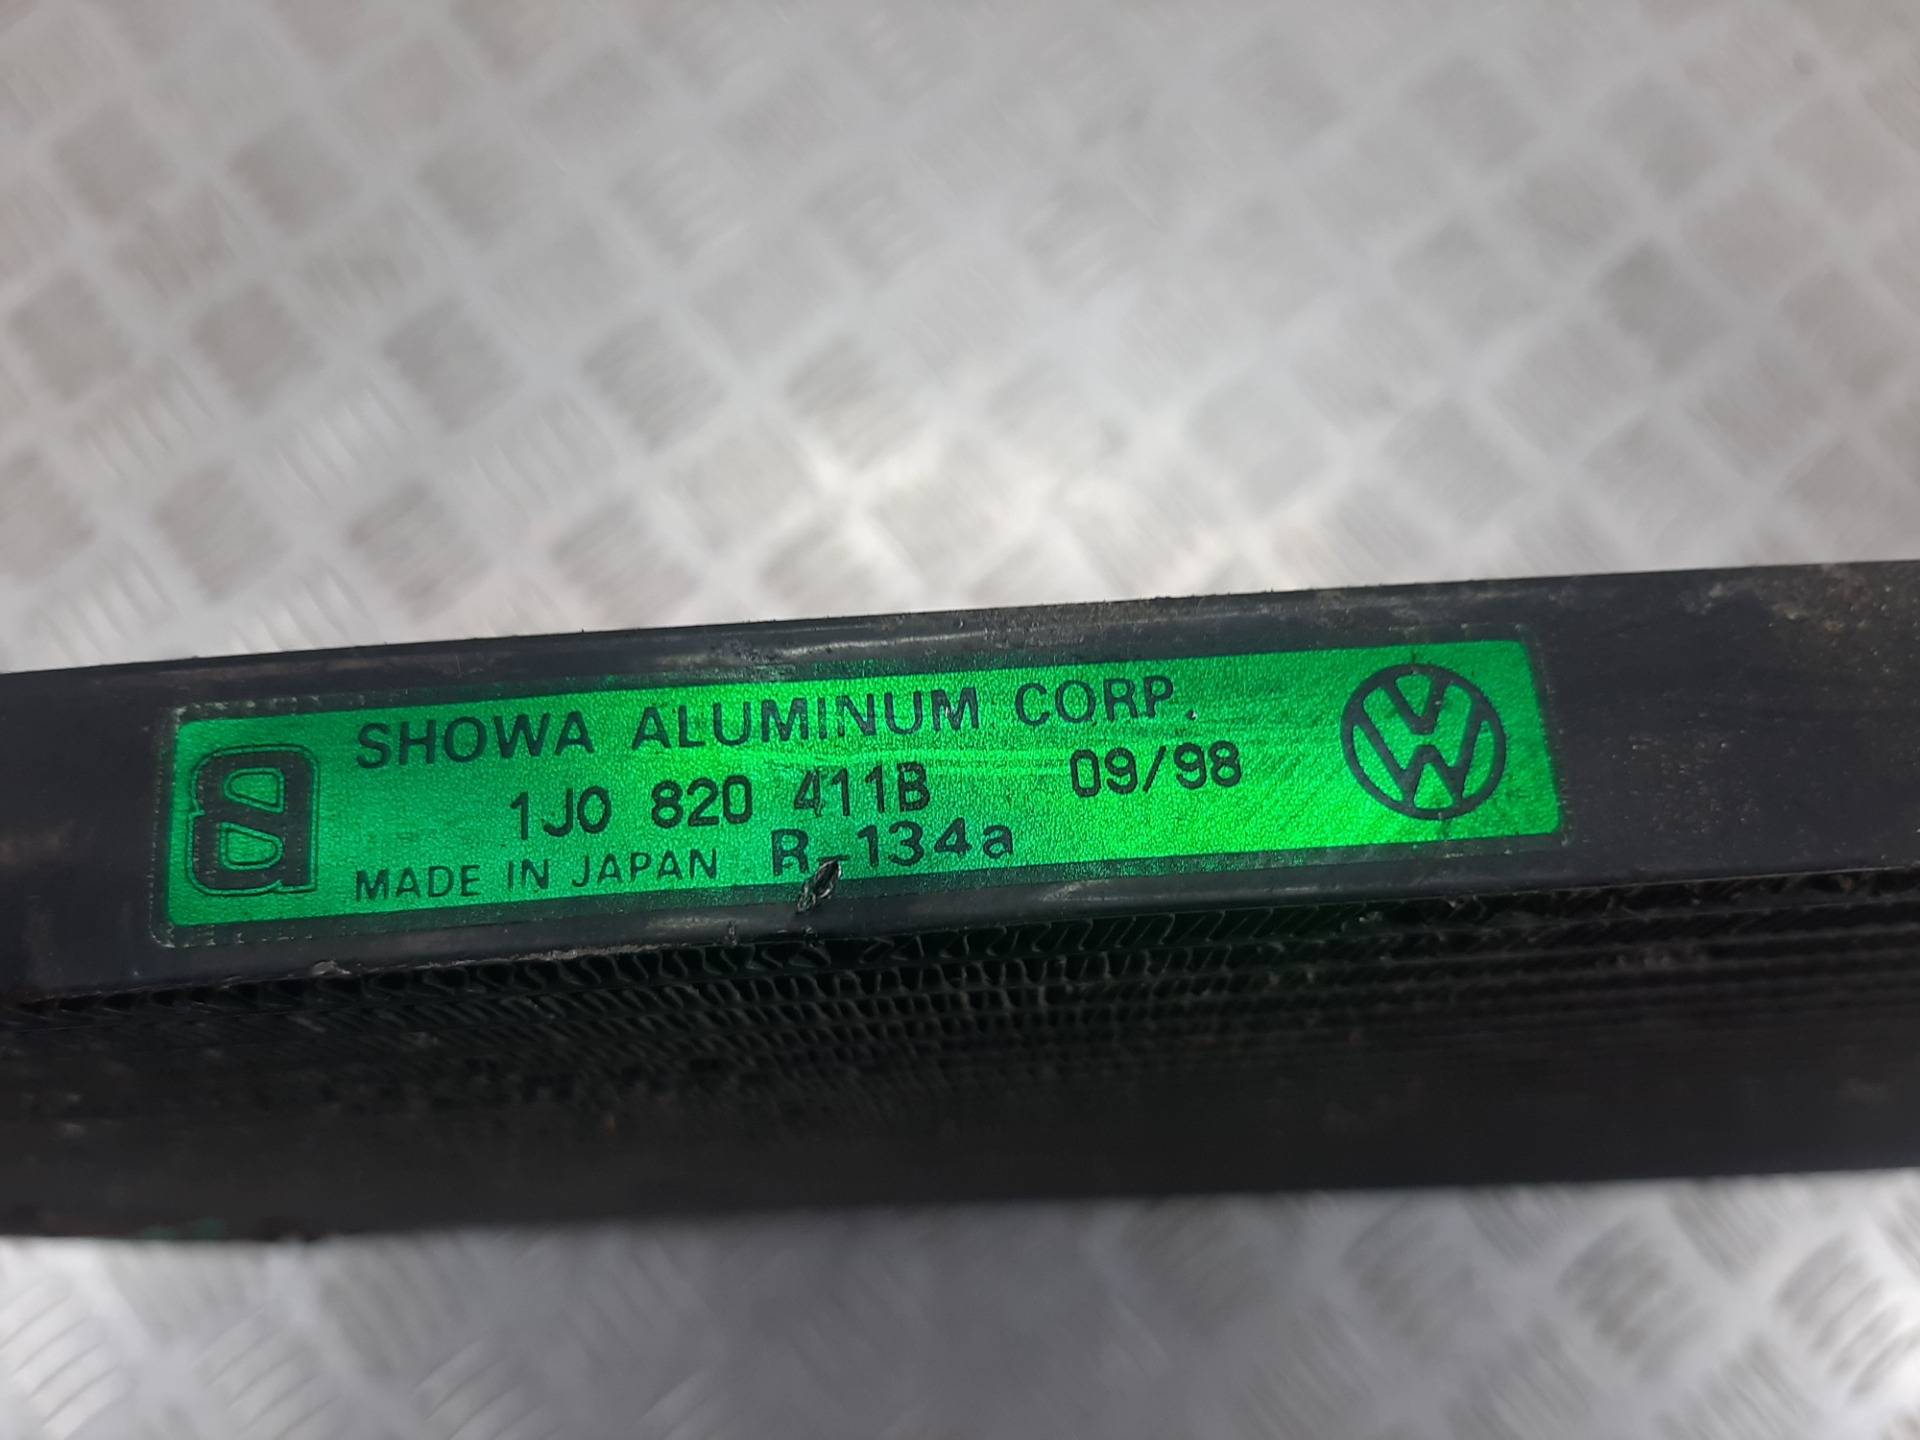 SHOWA ALUMINUM CORP.
1J0 820 411B 09/98
MADE IN JAPAN R-134a